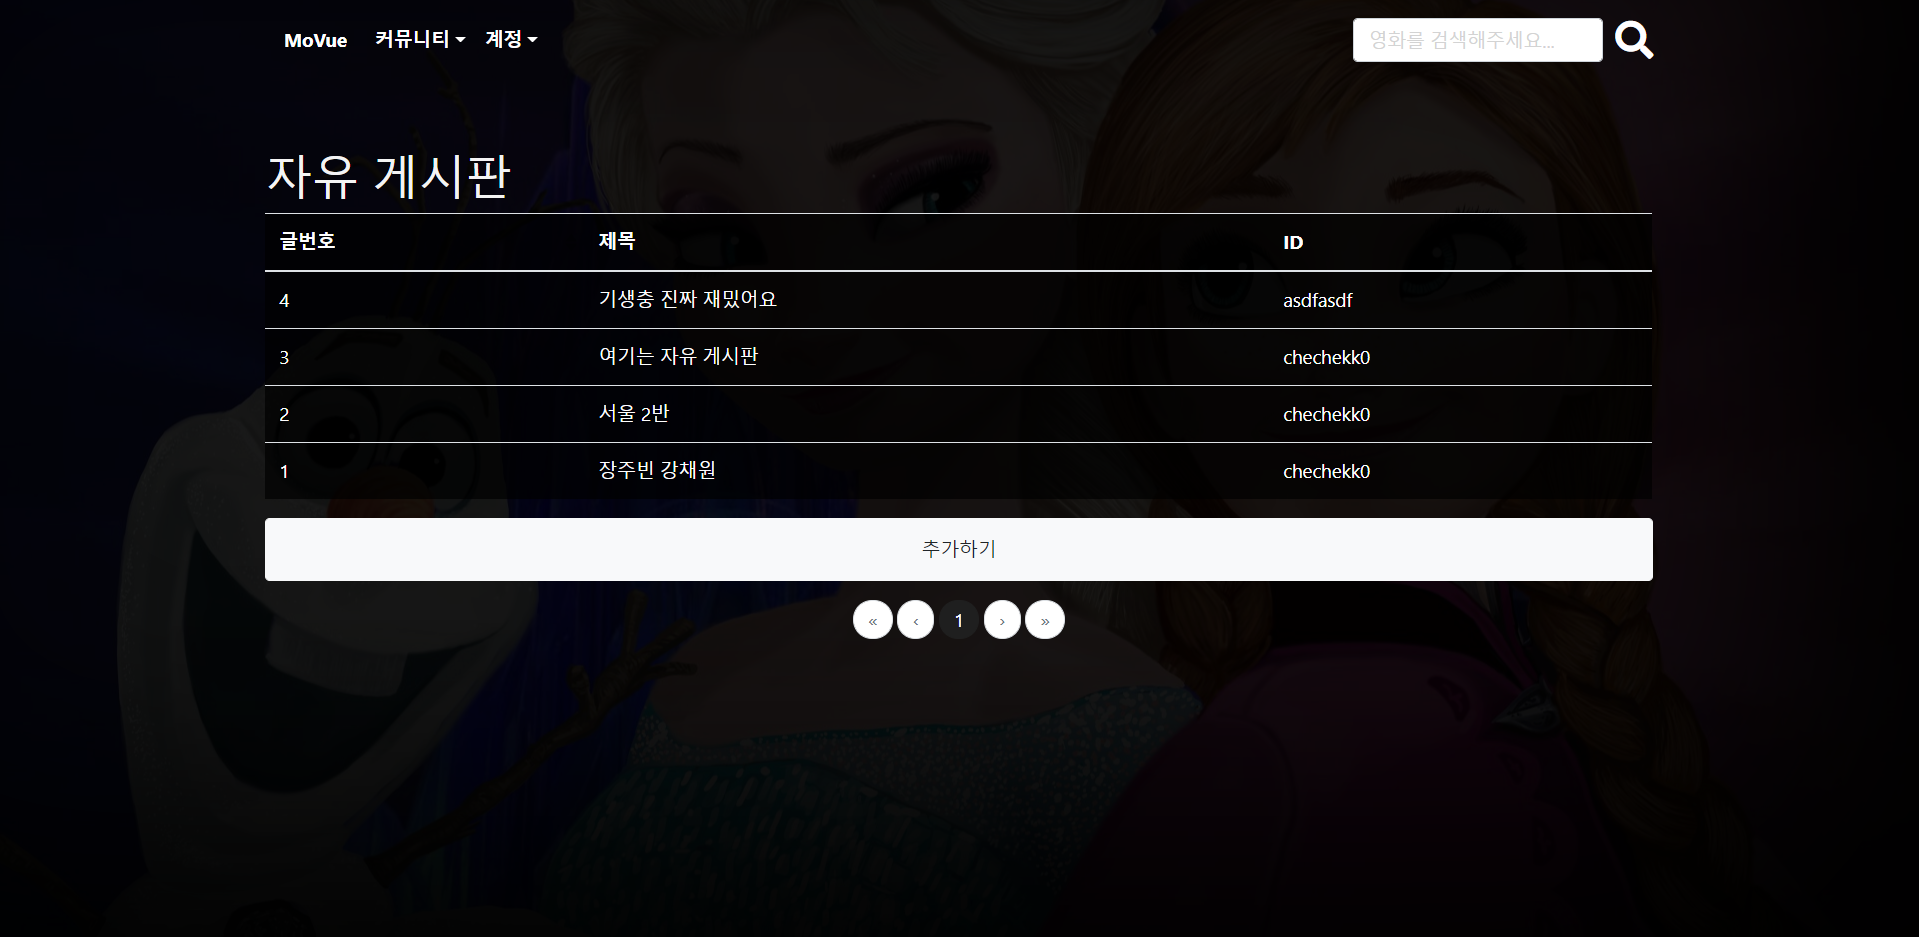 MoVue 커뮤니티 계정 영화를 검색해주세요...
자유 게시판
글번호 제목 ID
4 기생충 진짜 재밌어요 asdfasdf
3 여기는 자유 게시판 chechekk0
2 서울 2반 chechekk0
1 장주빈 강채원 chechekk0
추가하기
« ‹ 1 › »